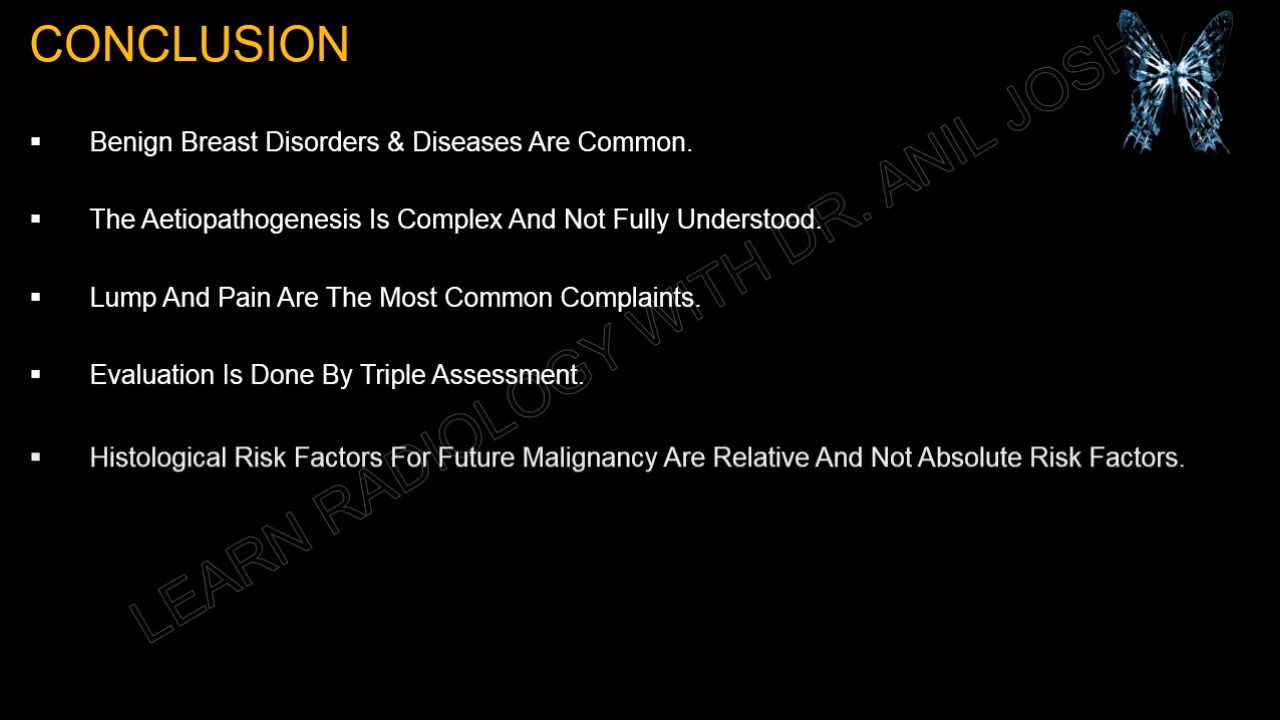 CONCLUSION
▪ Benign Breast Disorders & Diseases Are Common.
▪ The Aetiopathogenesis Is Complex And Not Fully Understood.
▪ Lump And Pain Are The Most Common Complaints.
▪ Evaluation Is Done By Triple Assessment.
▪ Histological Risk Factors For Future Malignancy Are Relative And Not Absolute Risk Factors.
LEARN RADIOLOGY WITH DR. ANIL JOSHI